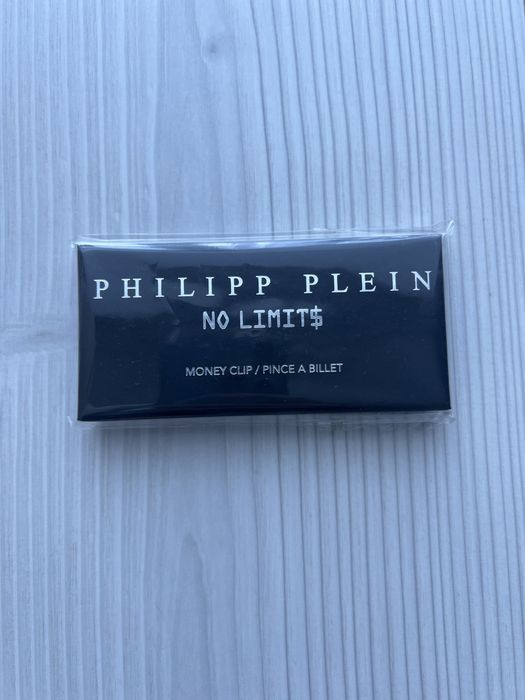 PHILIPP PLEIN
NO LIMIT$
MONEY CLIP / PINCE A BILLET